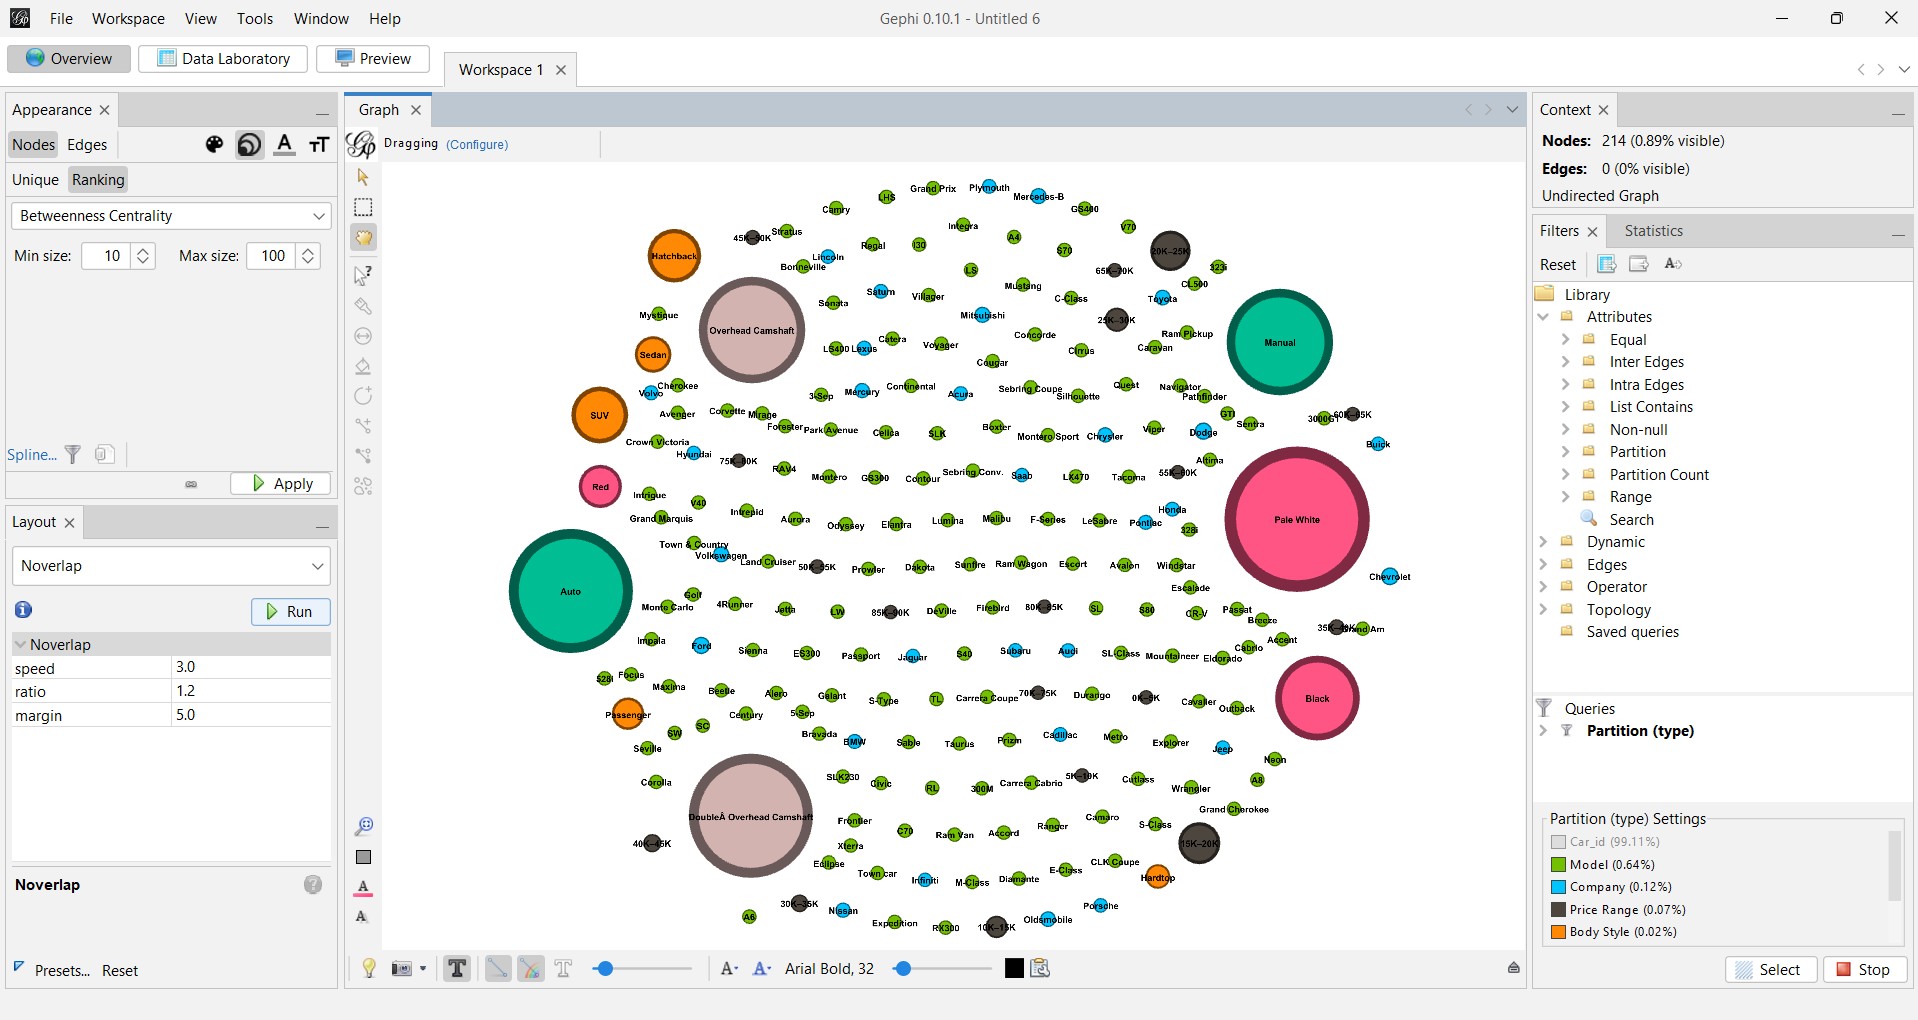 File Workspace View Tools Window Help
Gephi 0.10.1 - Untitled 6
Overview
Data Laboratory
Preview
Workspace 1
Appearance
Nodes Edges
Unique Ranking
Betweenness Centrality
Min size: 10 Max size: 100
Spline...
Apply
Layout
Noverlap
Run
Noverlap
speed 3.0
ratio 1.2
margin 5.0
Noverlap
Presets... Reset
Graph
Dragging (Configure)
Grand Prix Plymouth
LHS Mercedes-B
Camry GS400
Integra V70
45K–50K Stratus A4
Regal I30 S70
Hatchback Lincoln 20K–25K
Bonneville LS 65K–70K 323i
Mustang CL500
Saturn Villager C-Class Toyota
Sonata
Mystique Mitsubishi 25K–30K
Overhead Camshaft Concorde Ram Pickup Manual
LS400 Lexus Catera Voyager Cirrus Caravan
Sedan Cougar
Cherokee Continental Quest Navigator
Volvo 3-Sep Mercury Acura Sebring Coupe Silhouette Pathfinder
SUV Avenger Corvette Mirage GTI 3000GT 60K–65K
Forester Park Avenue Celica SLK Boxter Montero Sport Chrysler Viper Dodge Sentra
Crown Victoria Buick
Hyundai 75K–80K Altima
RAV4 Montero GS300 Contour Sebring Conv. Saab LX470 Tacoma 55K–60K
Red Intrigue V40
Grand Marquis Intrepid Aurora Odyssey Elantra Lumina Malibu F-Series LeSabre Pontiac Honda Pale White
328i
Town & Country
Volkswagen Land Cruiser 50K–55K Prowler Dakota Sunfire Ram Wagon Escort Avalon Windstar
Chevrolet
Auto Golf Escalade
Monte Carlo 4Runner Jetta LW 85K–90K DeVille Firebird 80K–85K SL S80 CR-V Passat
Breeze
35K–40K Grand Am
Impala Ford Accent
Sienna ES300 Passport Jaguar S40 Subaru Audi SL-Class Mountaineer Eldorado Cabrio
528i Focus
Maxima Beetle Alero Galant S-Type TL Carrera Coupe 70K–75K Durango 0K–5K Cavalier Black
Passenger Century 5-Sep Outback
SC
SW Bravada BMW Sable Taurus Prizm Cadillac Metro Explorer Jeep
Seville Neon
Corolla SLK230 Civic RL 300M Carrera Cabrio 5K–10K Cutlass Wrangler A8
Grand Cherokee
Double Overhead Camshaft Frontier C70 Ram Van Accord Ranger Camaro S-Class
40K–45K Xterra 15K–20K
Eclipse CLK Coupe
Town car Infiniti M-Class Diamante E-Class Hardtop
30K–35K Nissan Porsche
A6 Expedition RX300 10K–15K Oldsmobile
Arial Bold, 32
Context
Nodes: 214 (0.89% visible)
Edges: 0 (0% visible)
Undirected Graph
Filters Statistics
Reset
Library
Attributes
Equal
Inter Edges
Intra Edges
List Contains
Non-null
Partition
Partition Count
Range
Search
Dynamic
Edges
Operator
Topology
Saved queries
Queries
Partition (type)
Partition (type) Settings
Car_id (99.11%)
Model (0.64%)
Company (0.12%)
Price Range (0.07%)
Body Style (0.02%)
Select Stop